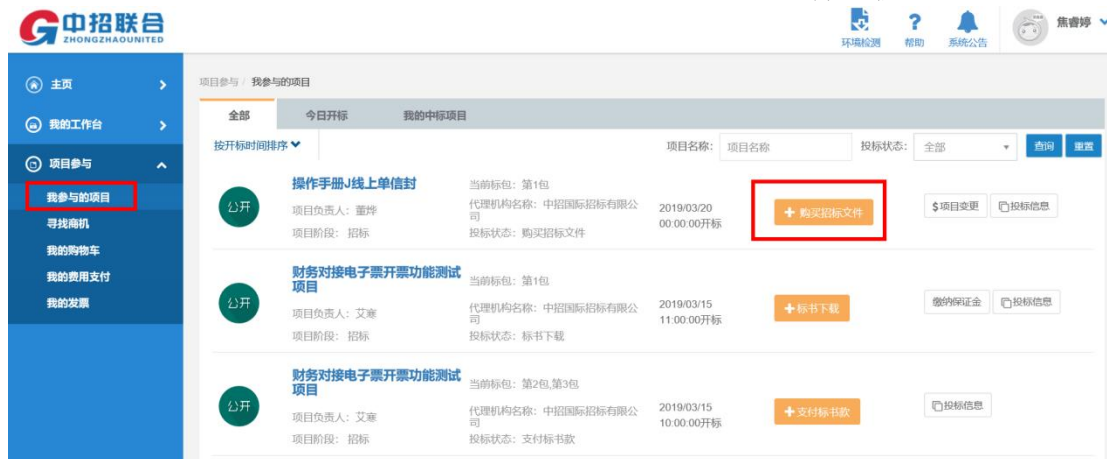 中招联合
ZHONGZHAOUNITED
环境检测
帮助
系统公告
焦睿婷
主页
我的工作台
项目参与
我参与的项目
寻找商机
我的购物车
我的费用支付
我的发票
项目参与 / 我参与的项目
全部 今日开标 我的中标项目
按开标时间排序 项目名称: 项目名称 投标状态: 全部 查询 重置
公开
操作手册J线上单信封
项目负责人: 董烨
项目阶段: 招标
当前标包: 第1包
代理机构名称: 中招国际招标有限公
司
投标状态: 购买招标文件
2019/03/20
00:00:00开标
+ 购买招标文件
$项目变更 投标信息
公开
财务对接电子票开票功能测试
项目
项目负责人: 艾寒
项目阶段: 招标
当前标包: 第1包
代理机构名称: 中招国际招标有限公
司
投标状态: 标书下载
2019/03/15
11:00:00开标
+标书下载
缴纳保证金 投标信息
公开
财务对接电子票开票功能测试
项目
项目负责人: 艾寒
项目阶段: 招标
当前标包: 第2包,第3包
代理机构名称: 中招国际招标有限公
司
投标状态: 支付标书款
2019/03/15
10:00:00开标
+支付标书款
投标信息